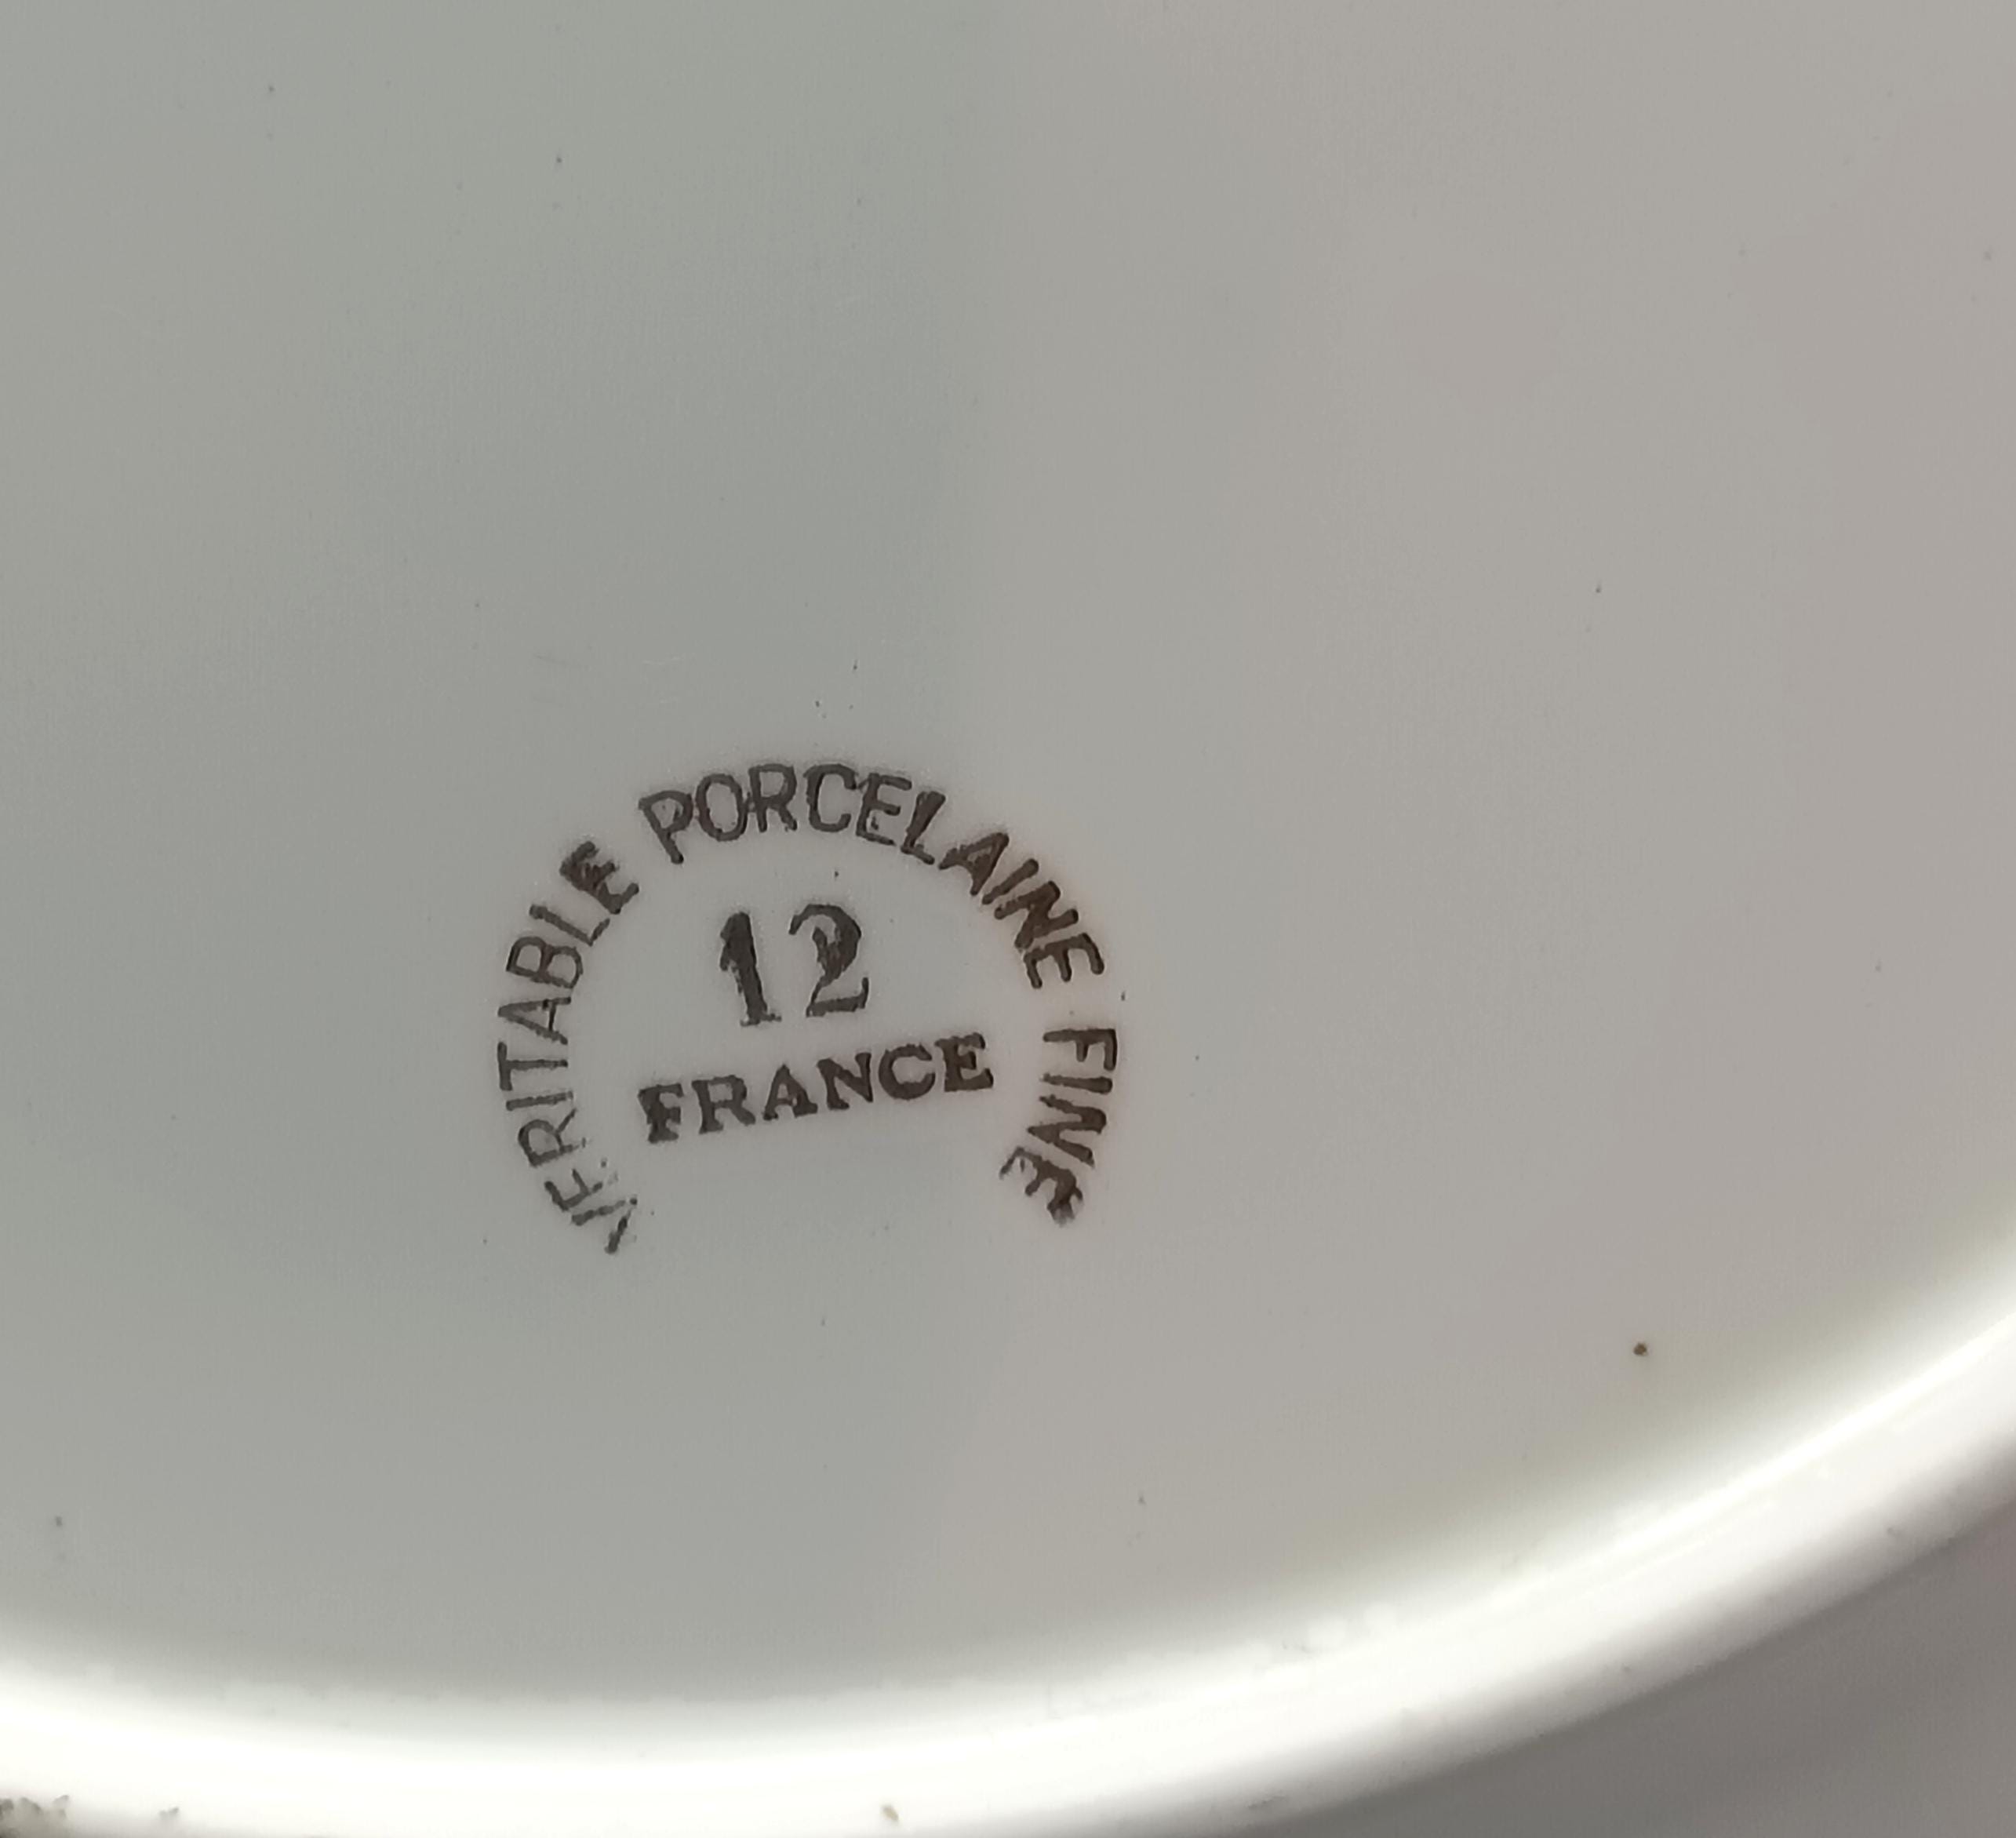 VERITABLE PORCELAINE FINE
12
FRANCE